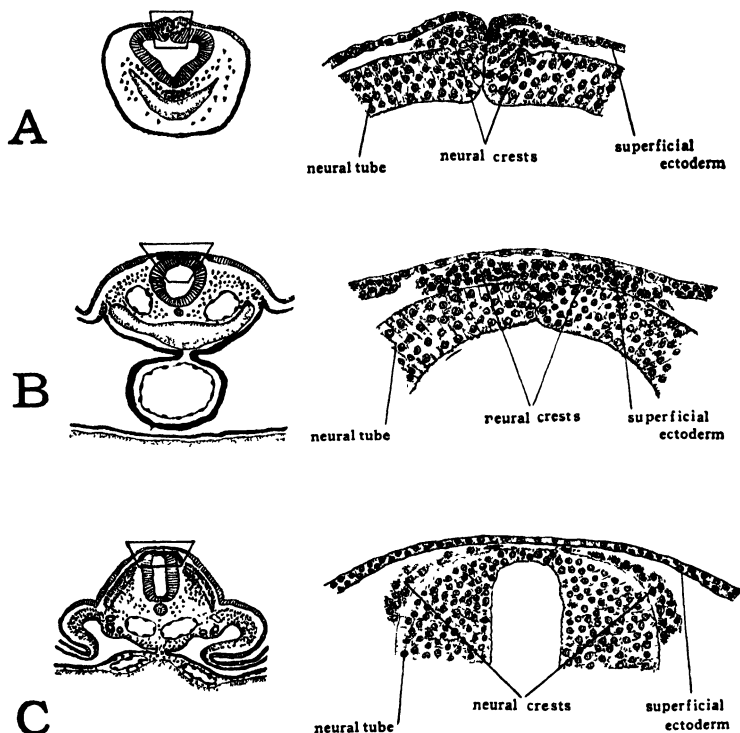 A
neural tube
neural crests
superficial
ectoderm
B
neural tube
neural crests
superficial
ectoderm
C
neural tube
neural crests
superficial
ectoderm